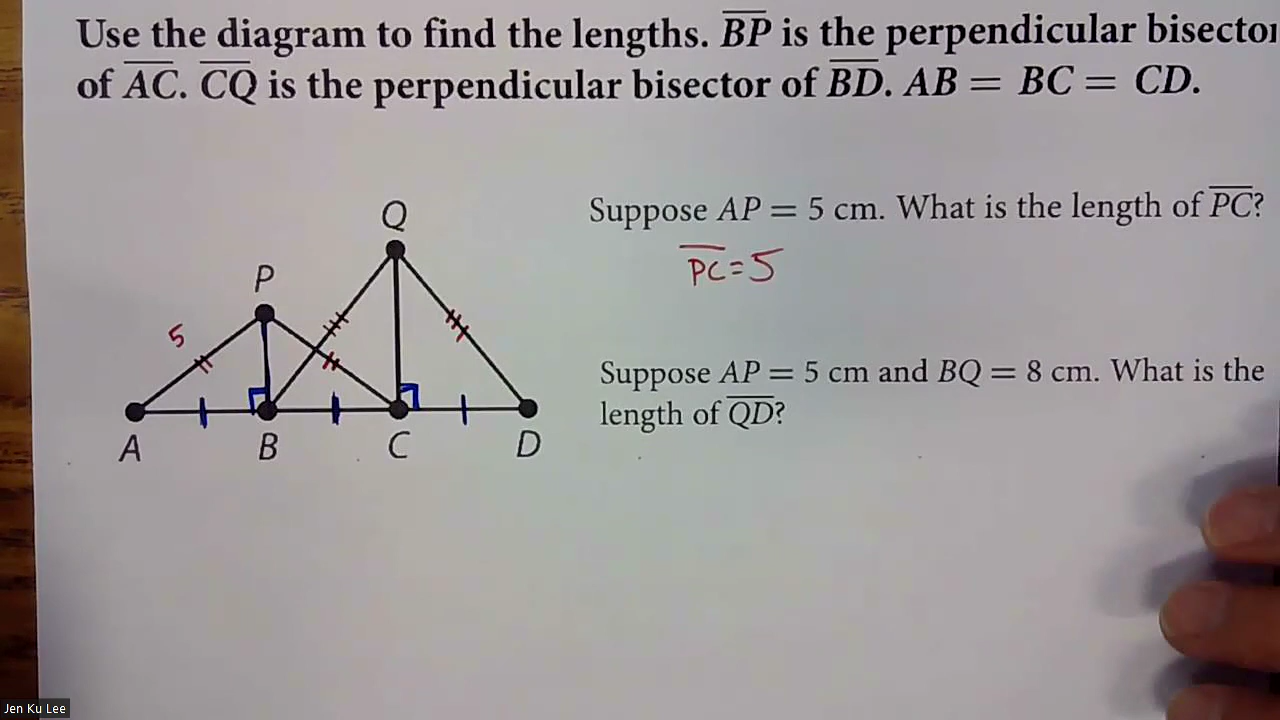 Use the diagram to find the lengths. BP is the perpendicular bisector
of AC. CQ is the perpendicular bisector of BD. AB = BC = CD.
Suppose AP = 5 cm. What is the length of PC?
PC=5
Suppose AP = 5 cm and BQ = 8 cm. What is the
length of QD?
Q
P
5
A B C D
Jen Ku Lee